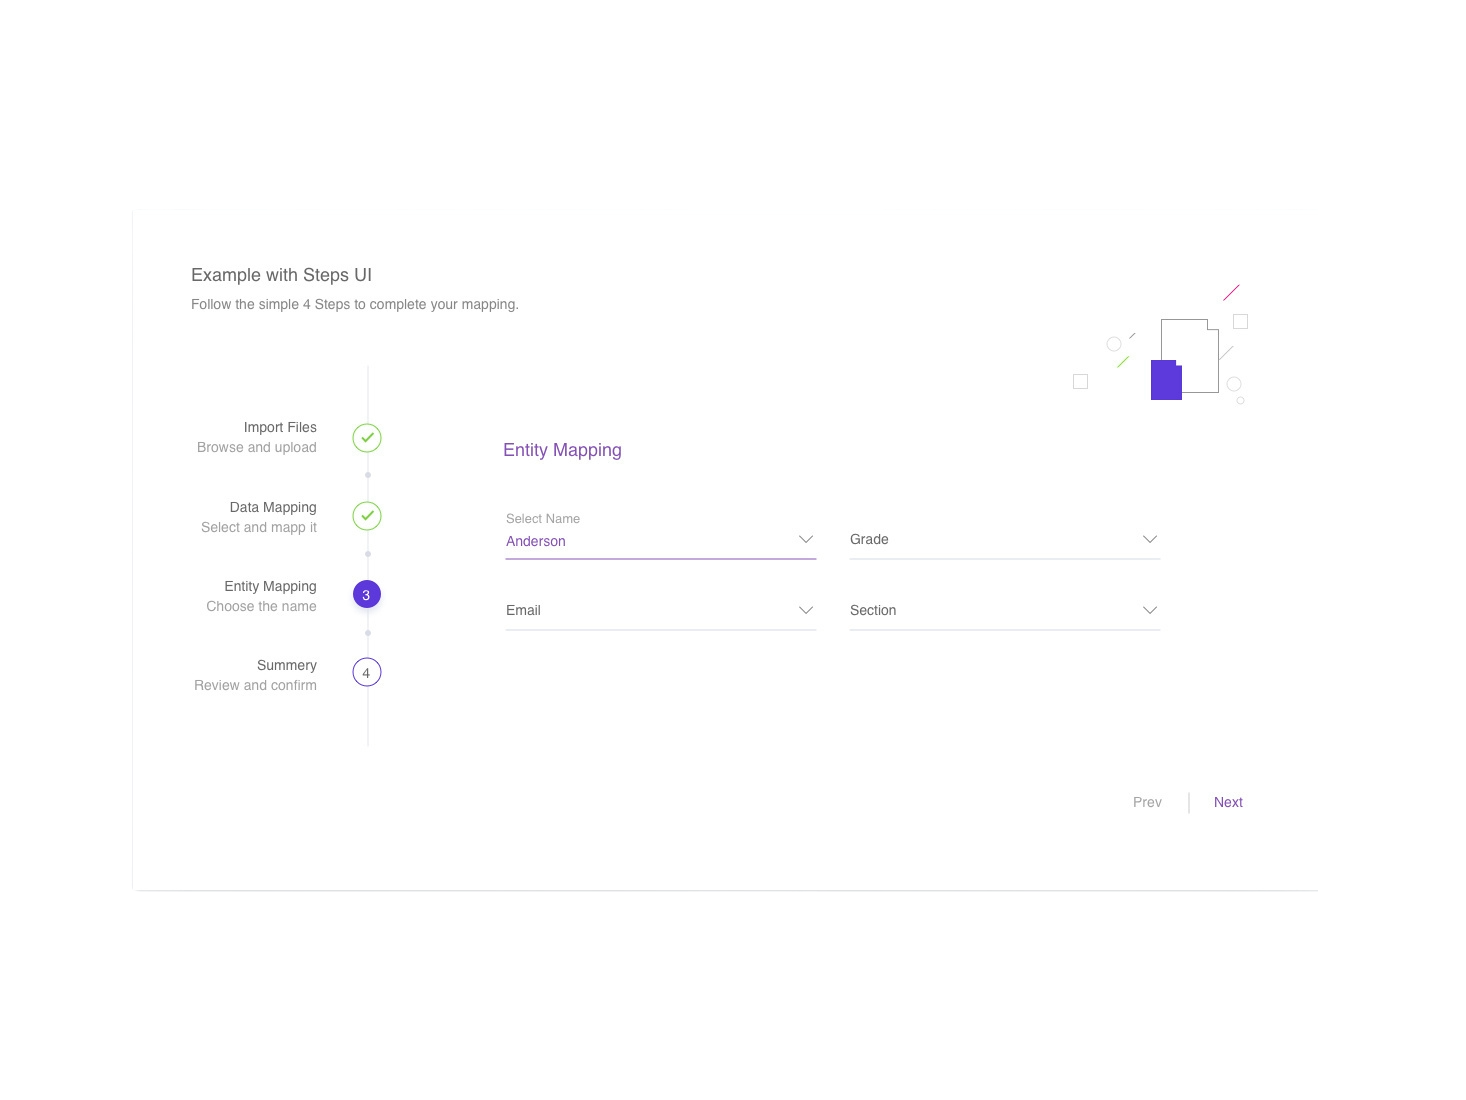 Example with Steps UI
Follow the simple 4 Steps to complete your mapping.
Import Files
Browse and upload
Data Mapping
Select and mapp it
Entity Mapping
Choose the name
3
Summery
Review and confirm
4
Entity Mapping
Select Name
Anderson
Grade
Email
Section
Prev
Next